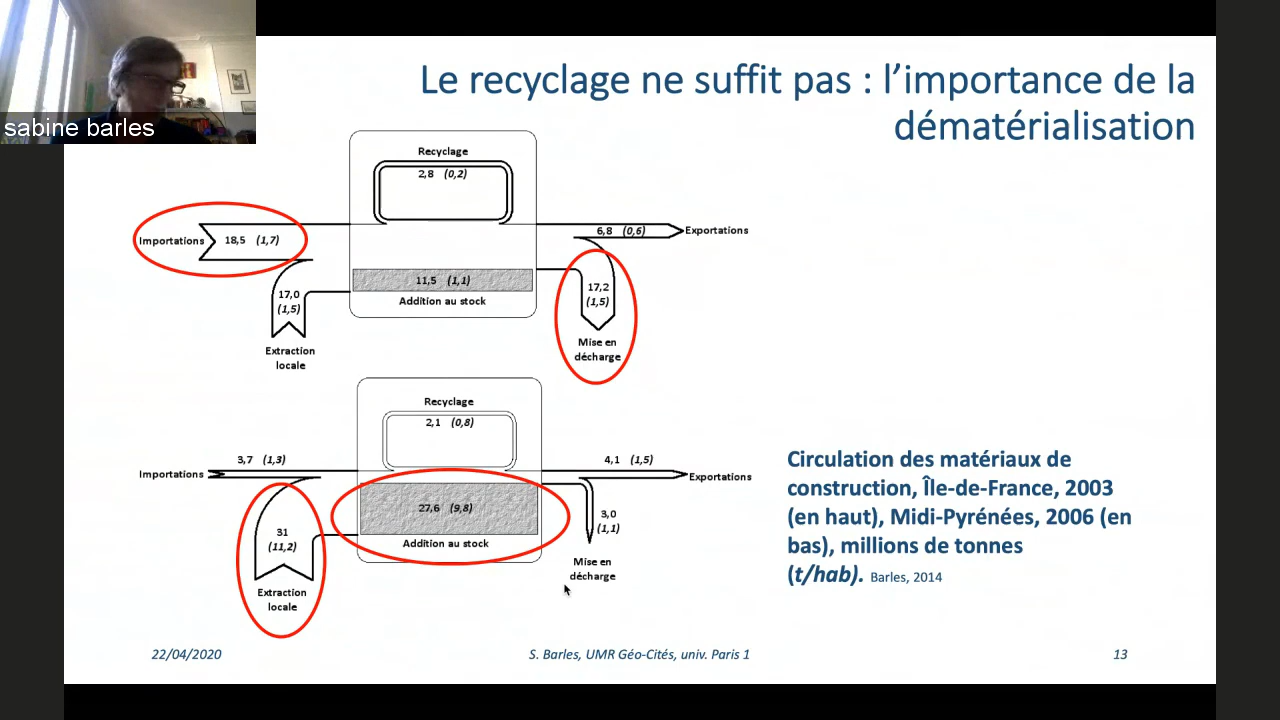 sabine barles
Le recyclage ne suffit pas : l’importance de la
dématérialisation
Recyclage
2,8 (0,2)
Importations
18,5 (1,7)
6,8 (0,6)
Exportations
11,5 (1,1)
Addition au stock
17,0
(1,5)
Extraction
locale
17,2
(1,5)
Mise en
décharge
Recyclage
2,1 (0,8)
3,7 (1,3)
Importations
4,1 (1,5)
Exportations
27,6 (9,8)
Addition au stock
31
(11,2)
Extraction
locale
3,0
(1,1)
Mise en
décharge
Circulation des matériaux de
construction, Île-de-France, 2003
(en haut), Midi-Pyrénées, 2006 (en
bas), millions de tonnes
(t/hab). Barles, 2014
22/04/2020
S. Barles, UMR Géo-Cités, univ. Paris 1
13